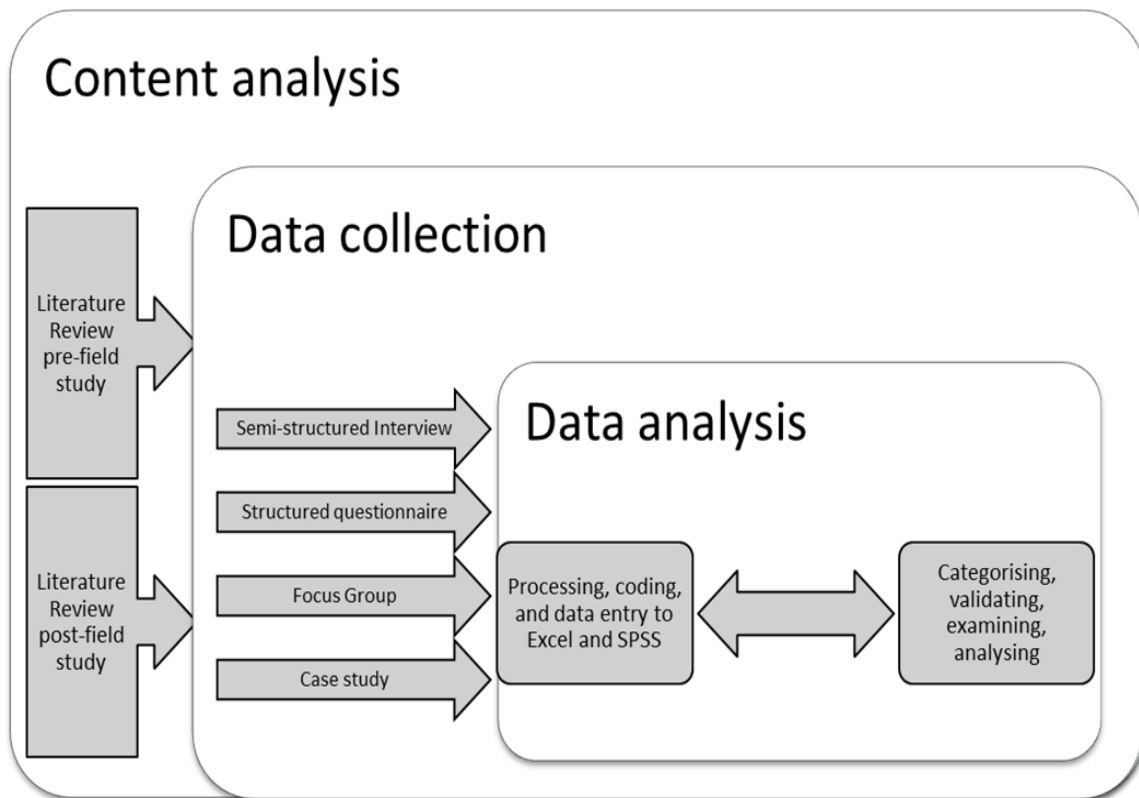 Content analysis
Data collection
Data analysis
Literature
Review
pre-field
study
Literature
Review
post-field
study
Semi-structured Interview
Structured questionnaire
Focus Group
Case study
Processing, coding,
and data entry to
Excel and SPSS
Categorising,
validating,
examining,
analysing